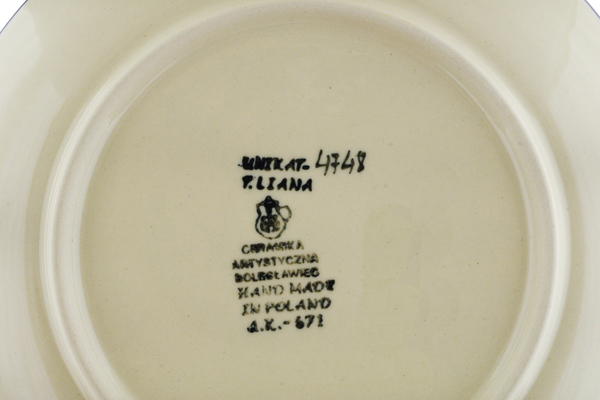 UNIKAT- 4748
T.LIANA
CERAMIKA
ARTYSTYCZNA
BOLESŁAWIEC
HAND MADE
IN POLAND
A.K.-671